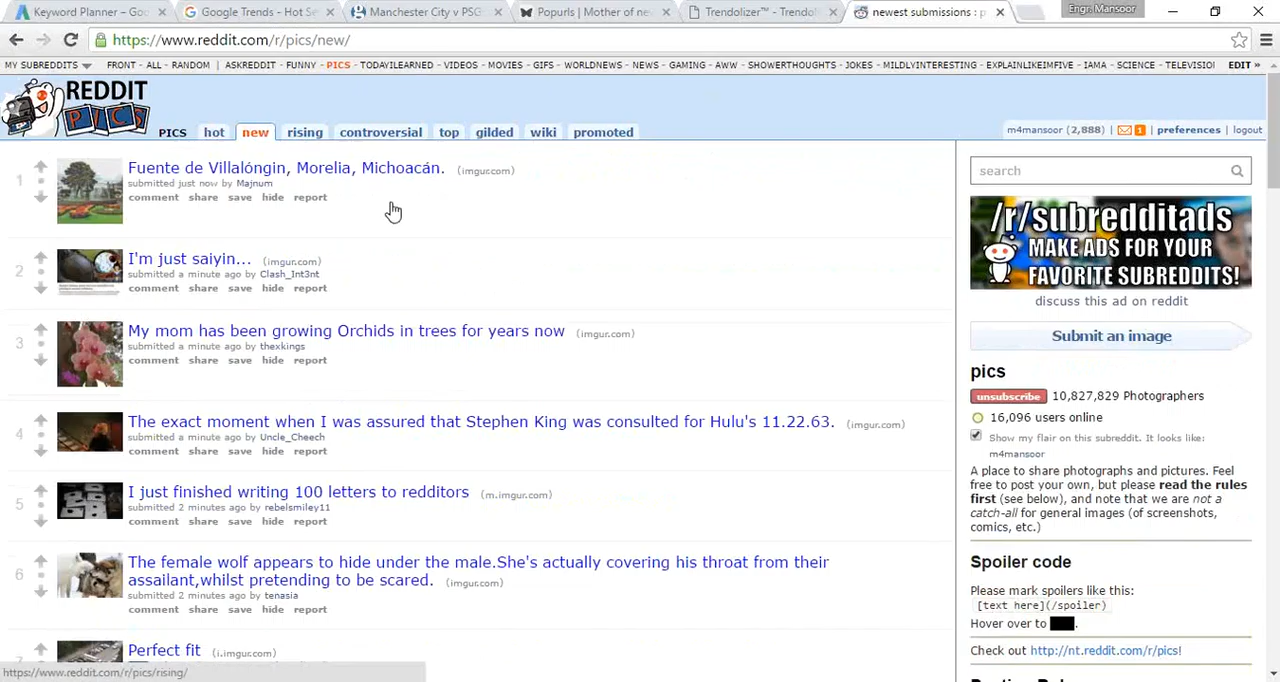 Keyword Planner – Goo
Google Trends - Hot Se
Manchester City v PSG
Popurls | Mother of ne
Trendolizer™ - Trendol
newest submissions : p
Engr. Mansoor
https://www.reddit.com/r/pics/new/
MY SUBREDDITS FRONT - ALL - RANDOM | ASKREDDIT - FUNNY - PICS - TODAYILEARNED - VIDEOS - MOVIES - GIFS - WORLDNEWS - NEWS - GAMING - AWW - SHOWERTHOUGHTS - JOKES - MILDLYINTERESTING - EXPLAINLIKEIMFIVE - IAMA - SCIENCE - TELEVISIO EDIT »
REDDIT
PICS
PICS hot new rising controversial top gilded wiki promoted
m4mansoor (2,888) | 1 | preferences | logout
1
Fuente de Villalóngin, Morelia, Michoacán. (imgur.com)
submitted just now by Majnum
comment share save hide report
2
I'm just saiyin... (imgur.com)
submitted a minute ago by Clash_Int3nt
comment share save hide report
3
My mom has been growing Orchids in trees for years now (imgur.com)
submitted a minute ago by thexkings
comment share save hide report
4
The exact moment when I was assured that Stephen King was consulted for Hulu's 11.22.63. (imgur.com)
submitted a minute ago by Uncle_Cheech
comment share save hide report
5
I just finished writing 100 letters to redditors (m.imgur.com)
submitted 2 minutes ago by rebelsmiley11
comment share save hide report
6
The female wolf appears to hide under the male.She's actually covering his throat from their
assailant,whilst pretending to be scared. (imgur.com)
submitted 2 minutes ago by tenasia
comment share save hide report
7
Perfect fit (i.imgur.com)
https://www.reddit.com/r/pics/rising/
search
/r/subredditads
MAKE ADS FOR YOUR
FAVORITE SUBREDDITS!
discuss this ad on reddit
Submit an image
pics
unsubscribe 10,827,829 Photographers
16,096 users online
Show my flair on this subreddit. It looks like:
m4mansoor
A place to share photographs and pictures. Feel
free to post your own, but please read the rules
first (see below), and note that we are not a
catch-all for general images (of screenshots,
comics, etc.)
Spoiler code
Please mark spoilers like this:
[text here](/spoiler)
Hover over to .
Check out http://nt.reddit.com/r/pics!